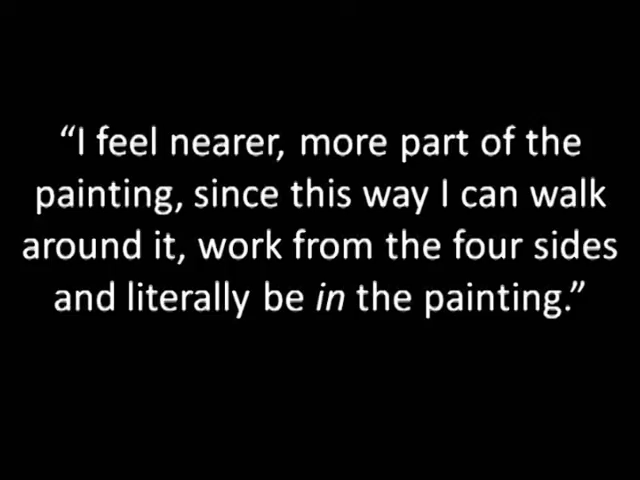 “I feel nearer, more part of the
painting, since this way I can walk
around it, work from the four sides
and literally be in the painting.”